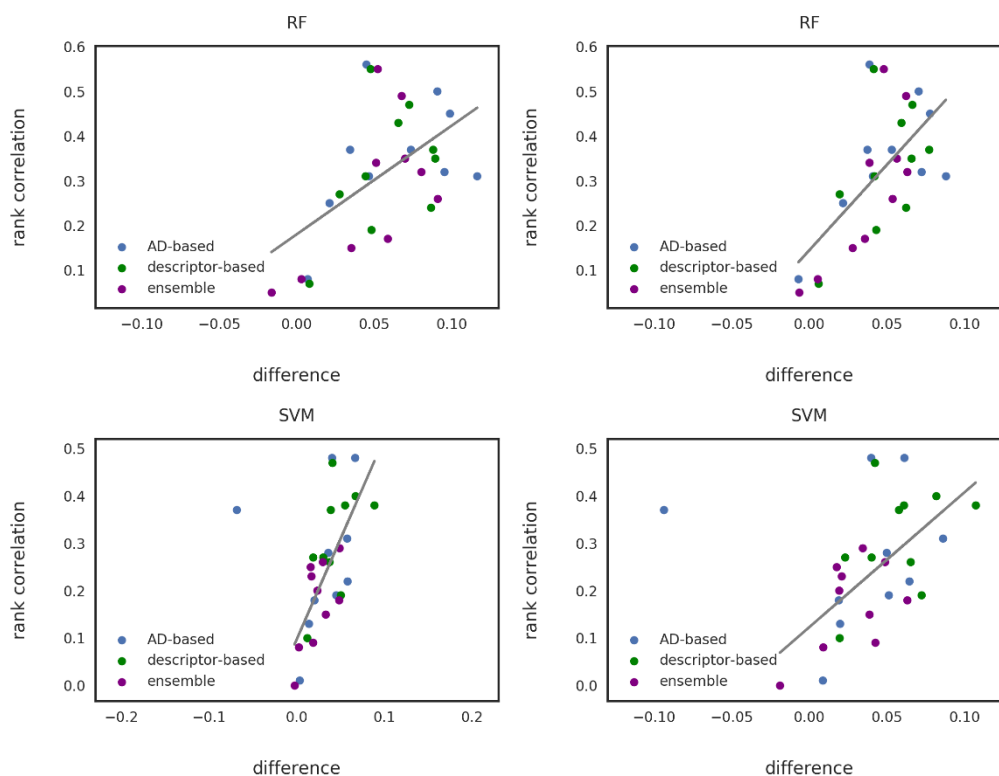 RF
rank correlation
0.6
0.5
0.4
0.3
0.2
0.1
AD-based
descriptor-based
ensemble
−0.10
−0.05
0.00
0.05
0.10
difference
RF
rank correlation
0.6
0.5
0.4
0.3
0.2
0.1
AD-based
descriptor-based
ensemble
−0.10
−0.05
0.00
0.05
0.10
difference
SVM
rank correlation
0.5
0.4
0.3
0.2
0.1
0.0
AD-based
descriptor-based
ensemble
−0.2
−0.1
0.0
0.1
0.2
difference
SVM
rank correlation
0.5
0.4
0.3
0.2
0.1
0.0
AD-based
descriptor-based
ensemble
−0.10
−0.05
0.00
0.05
0.10
difference